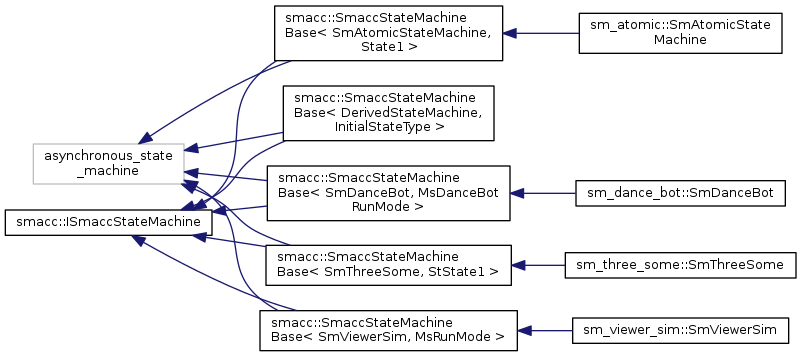 smacc::SmaccStateMachine
Base< SmAtomicStateMachine,
State1 >
sm_atomic::SmAtomicState
Machine
smacc::SmaccStateMachine
Base< DerivedStateMachine,
InitialStateType >
asynchronous_state
_machine
smacc::SmaccStateMachine
Base< SmDanceBot, MsDanceBot
RunMode >
sm_dance_bot::SmDanceBot
smacc::ISmaccStateMachine
smacc::SmaccStateMachine
Base< SmThreeSome, StState1 >
sm_three_some::SmThreeSome
smacc::SmaccStateMachine
Base< SmViewerSim, MsRunMode >
sm_viewer_sim::SmViewerSim